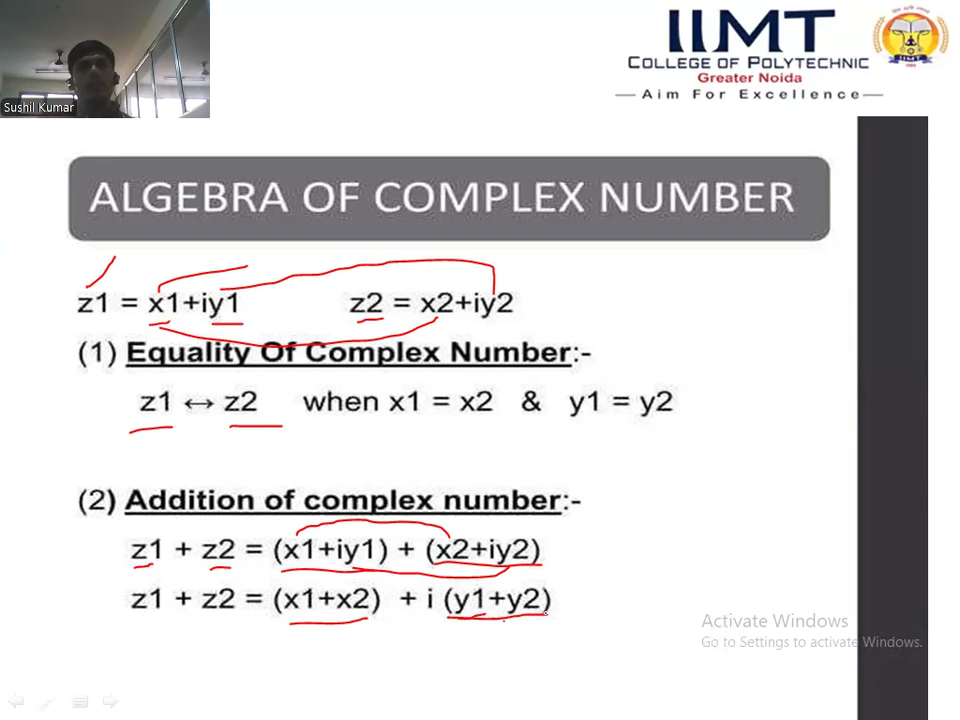 IIMT
COLLEGE OF POLYTECHNIC
Greater Noida
Aim For Excellence
IIMT
Sushil Kumar
ALGEBRA OF COMPLEX NUMBER
z1 = x1+iy1 z2 = x2+iy2
(1) Equality Of Complex Number:-
z1 ↔ z2 when x1 = x2 & y1 = y2
(2) Addition of complex number:-
z1 + z2 = (x1+iy1) + (x2+iy2)
z1 + z2 = (x1+x2) + i (y1+y2)
Activate Windows
Go to Settings to activate Windows.